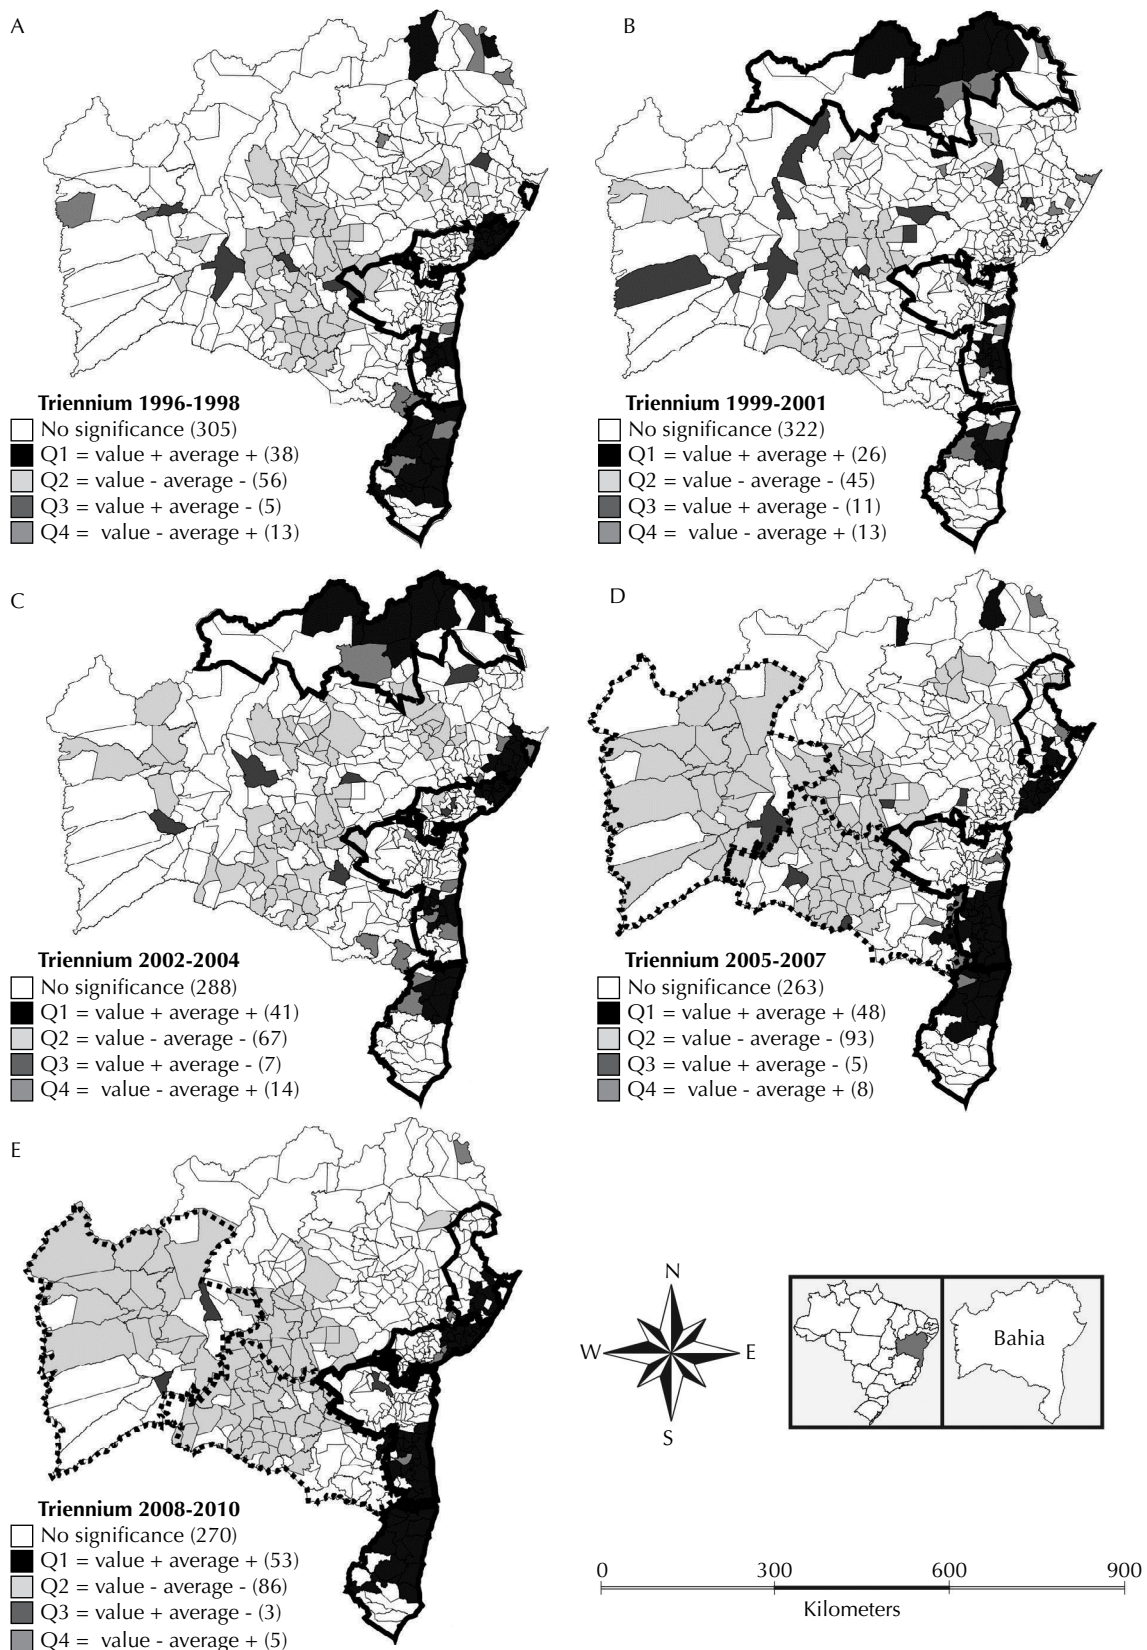 A
Triennium 1996-1998
No significance (305)
Q1 = value + average + (38)
Q2 = value - average - (56)
Q3 = value + average - (5)
Q4 = value - average + (13)
B
Triennium 1999-2001
No significance (322)
Q1 = value + average + (26)
Q2 = value - average - (45)
Q3 = value + average - (11)
Q4 = value - average + (13)
C
Triennium 2002-2004
No significance (288)
Q1 = value + average + (41)
Q2 = value - average - (67)
Q3 = value + average - (7)
Q4 = value - average + (14)
D
Triennium 2005-2007
No significance (263)
Q1 = value + average + (48)
Q2 = value - average - (93)
Q3 = value + average - (5)
Q4 = value - average + (8)
E
Triennium 2008-2010
No significance (270)
Q1 = value + average + (53)
Q2 = value - average - (86)
Q3 = value + average - (3)
Q4 = value - average + (5)
N
W E
S
Bahia
0 300 600 900
Kilometers